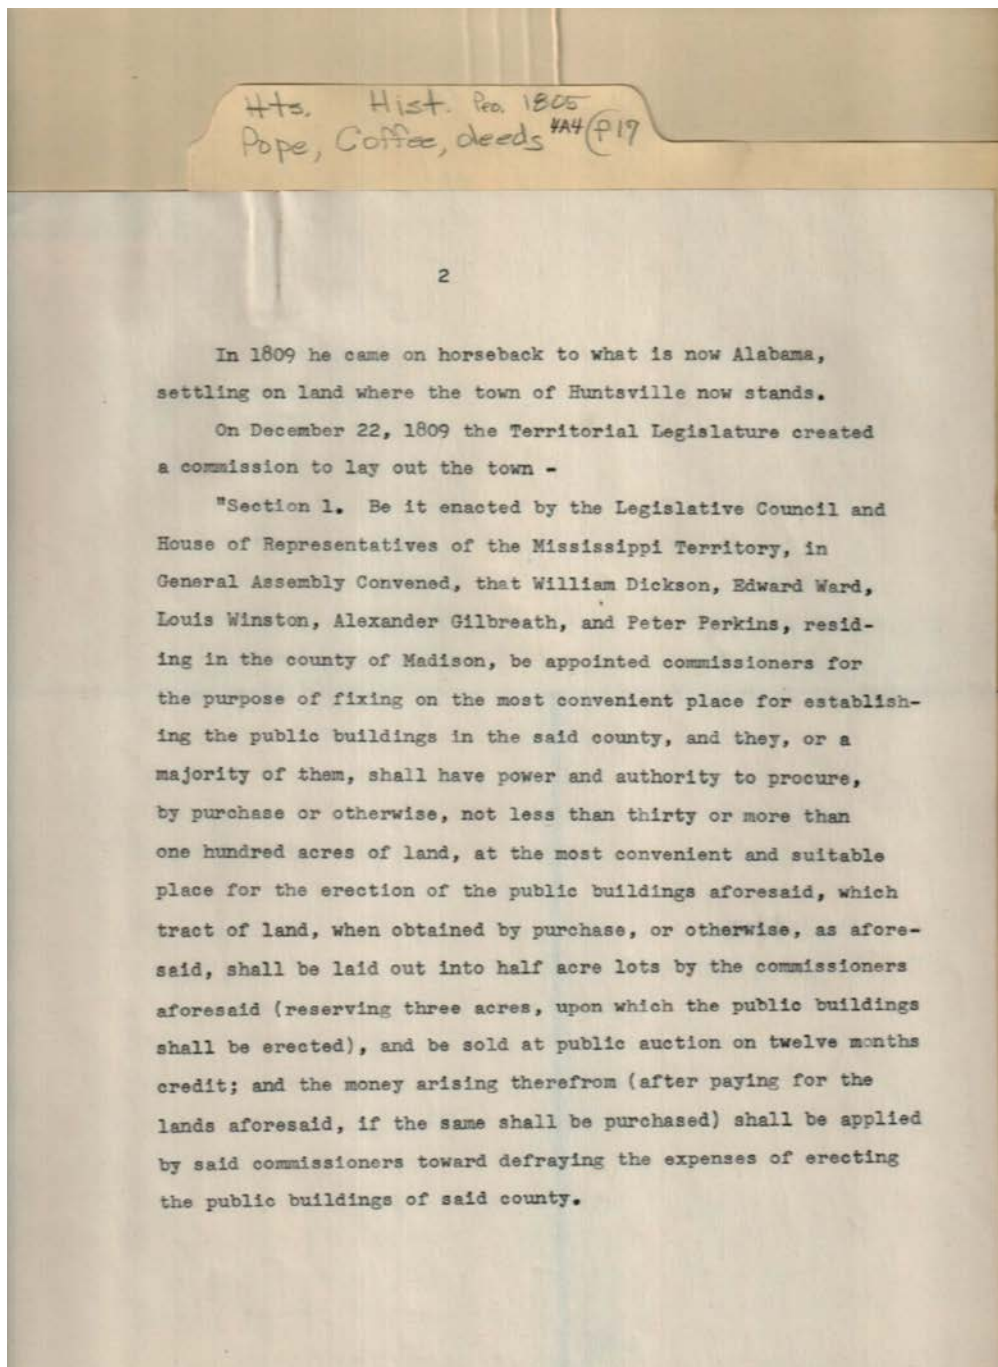 Hts. Hist. Peo. 1805
Pope, Coffee, deeds 4A4 P19
2
In 1809 he came on horseback to what is now Alabama,
settling on land where the town of Huntsville now stands.
On December 22, 1809 the Territorial Legislature created
a commission to lay out the town -
"Section 1. Be it enacted by the Legislative Council and
House of Representatives of the Mississippi Territory, in
General Assembly Convened, that William Dickson, Edward Ward,
Louis Winston, Alexander Gilbreath, and Peter Perkins, resid-
ing in the county of Madison, be appointed commissioners for
the purpose of fixing on the most convenient place for establish-
ing the public buildings in the said county, and they, or a
majority of them, shall have power and authority to procure,
by purchase or otherwise, not less than thirty or more than
one hundred acres of land, at the most convenient and suitable
place for the erection of the public buildings aforesaid, which
tract of land, when obtained by purchase, or otherwise, as afore-
said, shall be laid out into half acre lots by the commissioners
aforesaid (reserving three acres, upon which the public buildings
shall be erected), and be sold at public auction on twelve months
credit; and the money arising therefrom (after paying for the
lands aforesaid, if the same shall be purchased) shall be applied
by said commissioners toward defraying the expenses of erecting
the public buildings of said county.